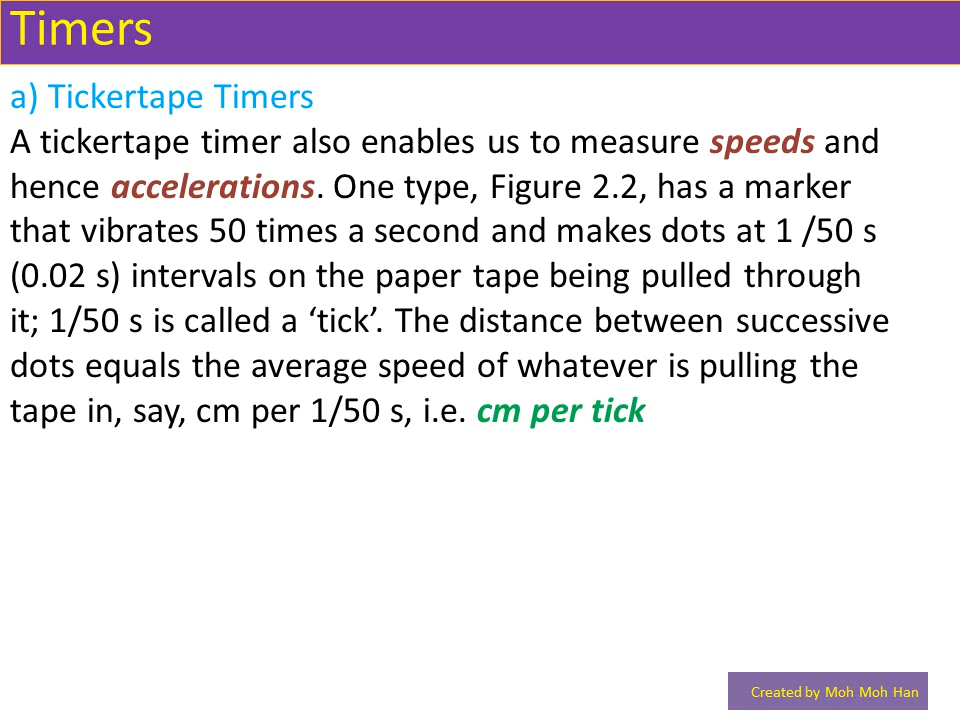 Timers
a) Tickertape Timers
A tickertape timer also enables us to measure speeds and
hence accelerations. One type, Figure 2.2, has a marker
that vibrates 50 times a second and makes dots at 1 /50 s
(0.02 s) intervals on the paper tape being pulled through
it; 1/50 s is called a ‘tick’. The distance between successive
dots equals the average speed of whatever is pulling the
tape in, say, cm per 1/50 s, i.e. cm per tick
Created by Moh Moh Han